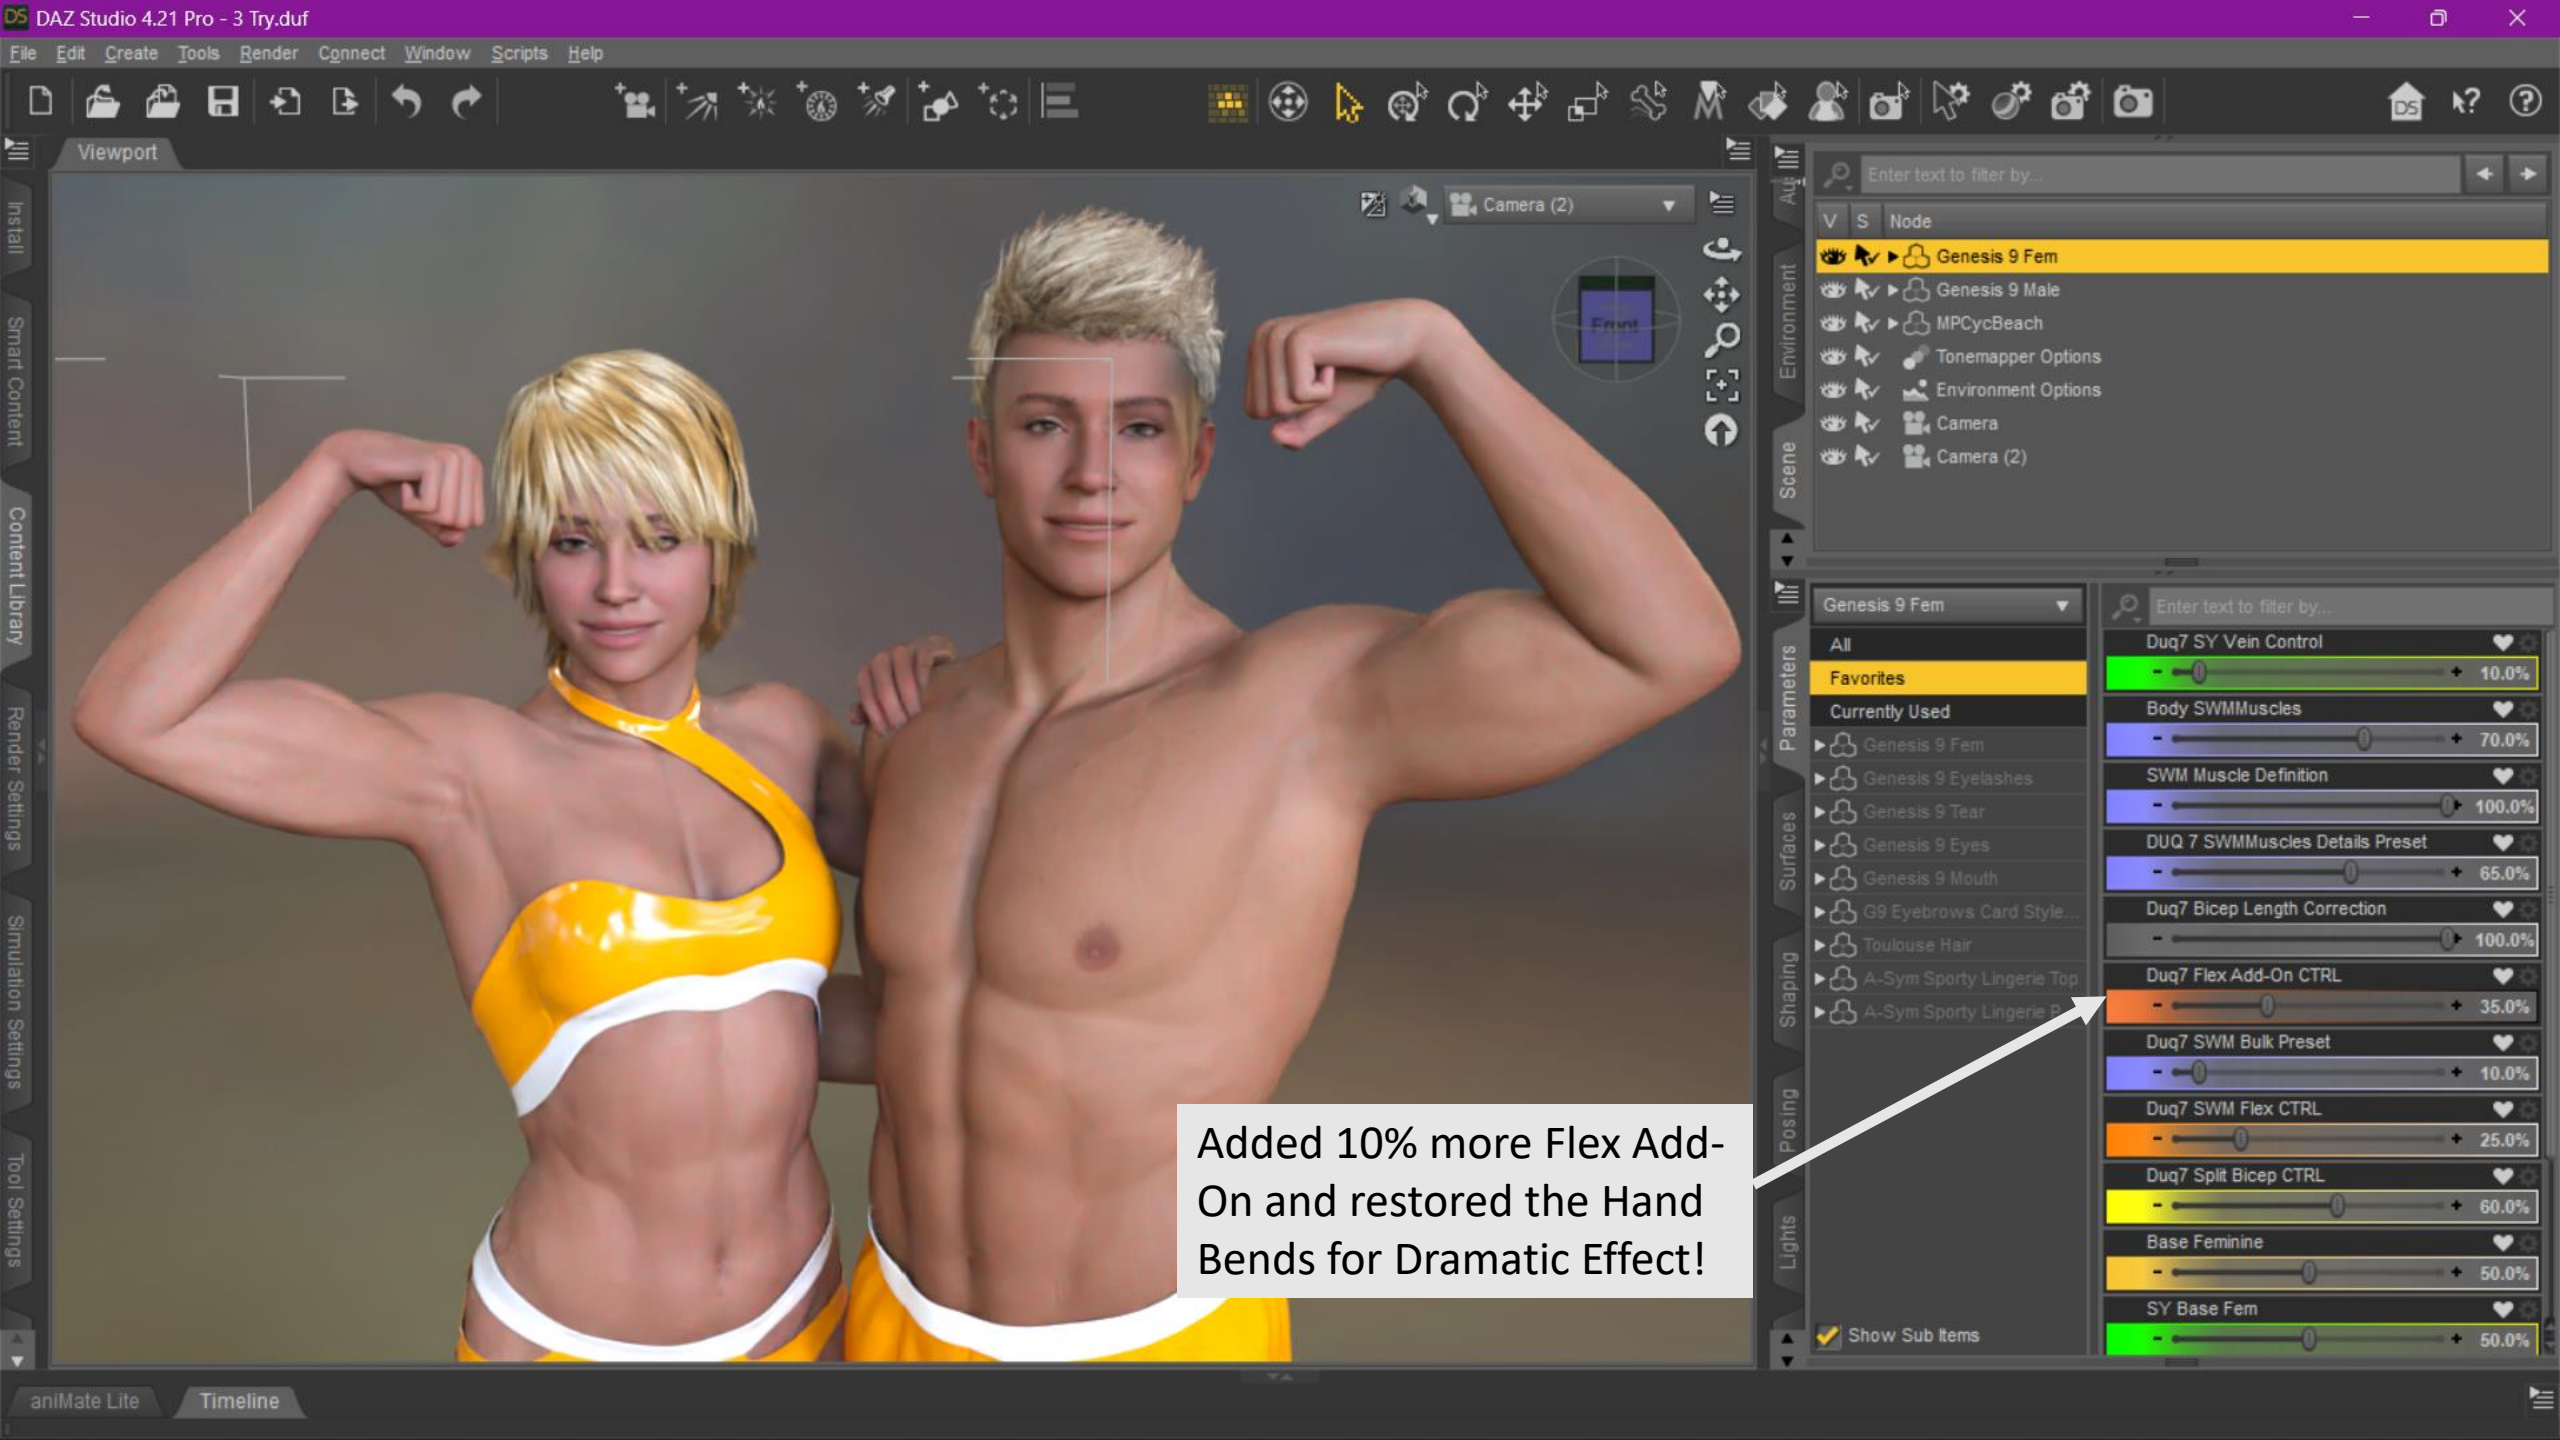 DS DAZ Studio 4.21 Pro - 3 Try.duf
File Edit Create Tools Render Connect Window Scripts Help
DS
Viewport
Install
Smart Content
Content Library
Render Settings
Simulation Settings
Tool Settings
Camera (2)
Front
Environment
Scene
Enter text to filter by...
V S Node
Genesis 9 Fem
Genesis 9 Male
MPCycBeach
Tonemapper Options
Environment Options
Camera
Camera (2)
Parameters
Surfaces
Shaping
Posing
Lights
Genesis 9 Fem
All
Favorites
Currently Used
Genesis 9 Fem
Genesis 9 Eyelashes
Genesis 9 Tear
Genesis 9 Eyes
Genesis 9 Mouth
G9 Eyebrows Card Style...
Toulouse Hair
A-Sym Sporty Lingerie Top
A-Sym Sporty Lingerie P
Show Sub Items
Enter text to filter by...
Duq7 SY Vein Control
- + 10.0%
Body SWMMuscles
- + 70.0%
SWM Muscle Definition
- + 100.0%
DUQ 7 SWMMuscles Details Preset
- + 65.0%
Duq7 Bicep Length Correction
- + 100.0%
Duq7 Flex Add-On CTRL
- + 35.0%
Duq7 SWM Bulk Preset
- + 10.0%
Duq7 SWM Flex CTRL
- + 25.0%
Duq7 Split Bicep CTRL
- + 60.0%
Base Feminine
- + 50.0%
SY Base Fem
- + 50.0%
Added 10% more Flex Add-
On and restored the Hand
Bends for Dramatic Effect!
aniMate Lite Timeline